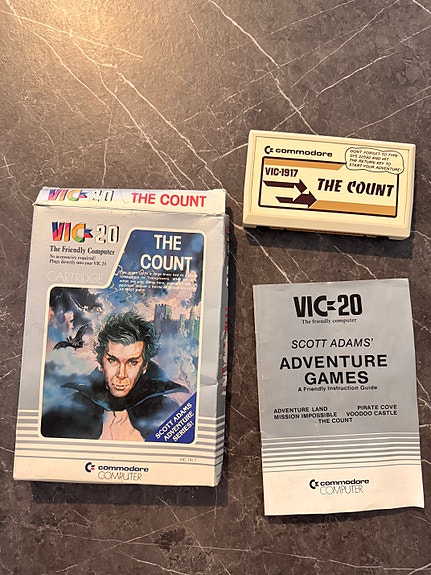 VIC-20 THE COUNT
VIC-20
The Friendly Computer
No accessories required!
Plugs directly into your VIC 20
CARTRIDGE
THE
COUNT
SCOTT ADAMS
ADVENTURE
SERIES!
VIC 1917
commodore
COMPUTER
commodore
DON'T FORGET TO TYPE
SYS 32592 AND HIT
THE RETURN KEY TO
START YOUR ADVENTURE!
VIC-1917
THE COUNT
VIC-20
The friendly computer
SCOTT ADAMS'
ADVENTURE
GAMES
A Friendly Instruction Guide
ADVENTURE LAND PIRATE COVE
MISSION IMPOSSIBLE VOODOO CASTLE
THE COUNT
commodore
COMPUTER